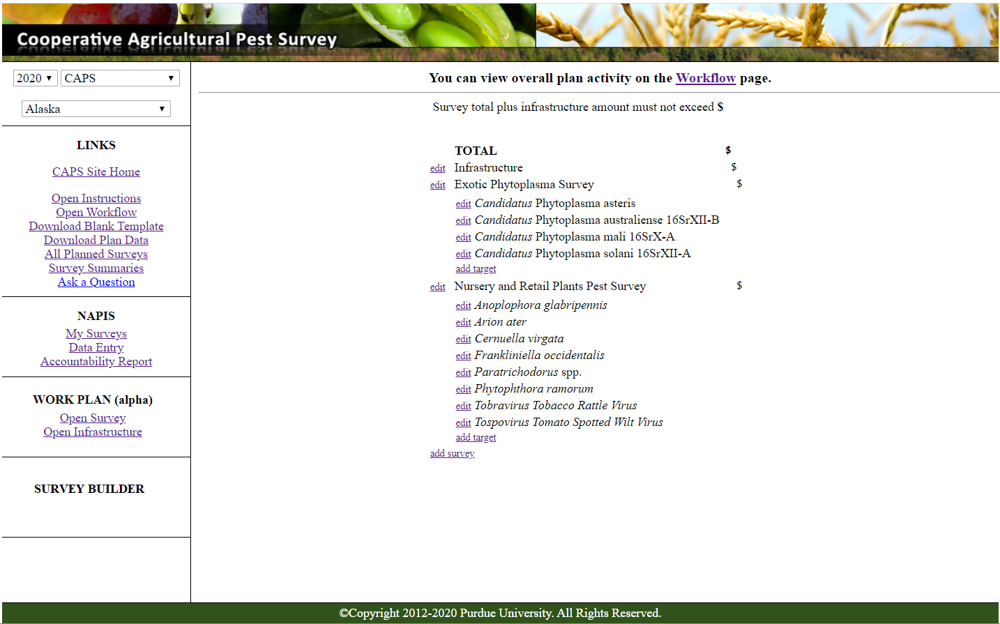 Cooperative Agricultural Pest Survey
2020 ▼ CAPS ▼
Alaska ▼
LINKS
CAPS Site Home
Open Instructions
Open Workflow
Download Blank Template
Download Plan Data
All Planned Surveys
Survey Summaries
Ask a Question
NAPIS
My Surveys
Data Entry
Accountability Report
WORK PLAN (alpha)
Open Survey
Open Infrastructure
SURVEY BUILDER
You can view overall plan activity on the Workflow page.
Survey total plus infrastructure amount must not exceed $
TOTAL $
edit Infrastructure $
edit Exotic Phytoplasma Survey $
edit Candidatus Phytoplasma asteris
edit Candidatus Phytoplasma australiense 16SrXII-B
edit Candidatus Phytoplasma mali 16SrX-A
edit Candidatus Phytoplasma solani 16SrXII-A
add target
edit Nursery and Retail Plants Pest Survey $
edit Anoplophora glabripennis
edit Arion ater
edit Cernuella virgata
edit Frankliniella occidentalis
edit Paratrichodorus spp.
edit Phytophthora ramorum
edit Tobravirus Tobacco Rattle Virus
edit Tospovirus Tomato Spotted Wilt Virus
add target
add survey
©Copyright 2012-2020 Purdue University. All Rights Reserved.